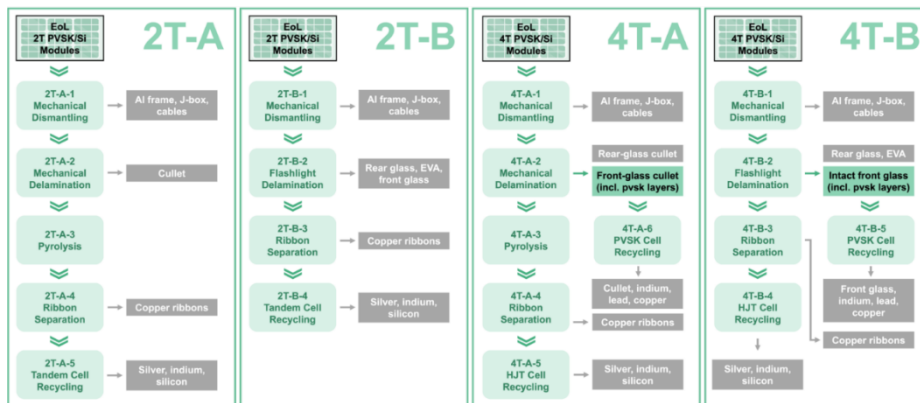 EoL
2T PVSK/Si
Modules
2T-A
2T-A-1
Mechanical
Dismantling
Al frame, J-box,
cables
2T-A-2
Mechanical
Delamination
Cullet
2T-A-3
Pyrolysis
2T-A-4
Ribbon
Separation
Copper ribbons
2T-A-5
Tandem Cell
Recycling
Silver, indium,
silicon
EoL
2T PVSK/Si
Modules
2T-B
2T-B-1
Mechanical
Dismantling
Al frame, J-box,
cables
2T-B-2
Flashlight
Delamination
Rear glass, EVA,
front glass
2T-B-3
Ribbon
Separation
Copper ribbons
2T-B-4
Tandem Cell
Recycling
Silver, indium,
silicon
EoL
4T PVSK/Si
Modules
4T-A
4T-A-1
Mechanical
Dismantling
Al frame, J-box,
cables
4T-A-2
Mechanical
Delamination
Rear-glass cullet
Front-glass cullet
(incl. pvsk layers)
4T-A-3
Pyrolysis
4T-A-6
PVSK Cell
Recycling
Cullet, indium,
lead, copper
4T-A-4
Ribbon
Separation
Copper ribbons
4T-A-5
HJT Cell
Recycling
Silver, indium,
silicon
EoL
4T PVSK/Si
Modules
4T-B
4T-B-1
Mechanical
Dismantling
Al frame, J-box,
cables
4T-B-2
Flashlight
Delamination
Rear glass, EVA
Intact front glass
(incl. pvsk layers)
4T-B-3
Ribbon
Separation
4T-B-5
PVSK Cell
Recycling
4T-B-4
HJT Cell
Recycling
Front glass,
indium, lead,
copper
Copper ribbons
Silver, indium,
silicon